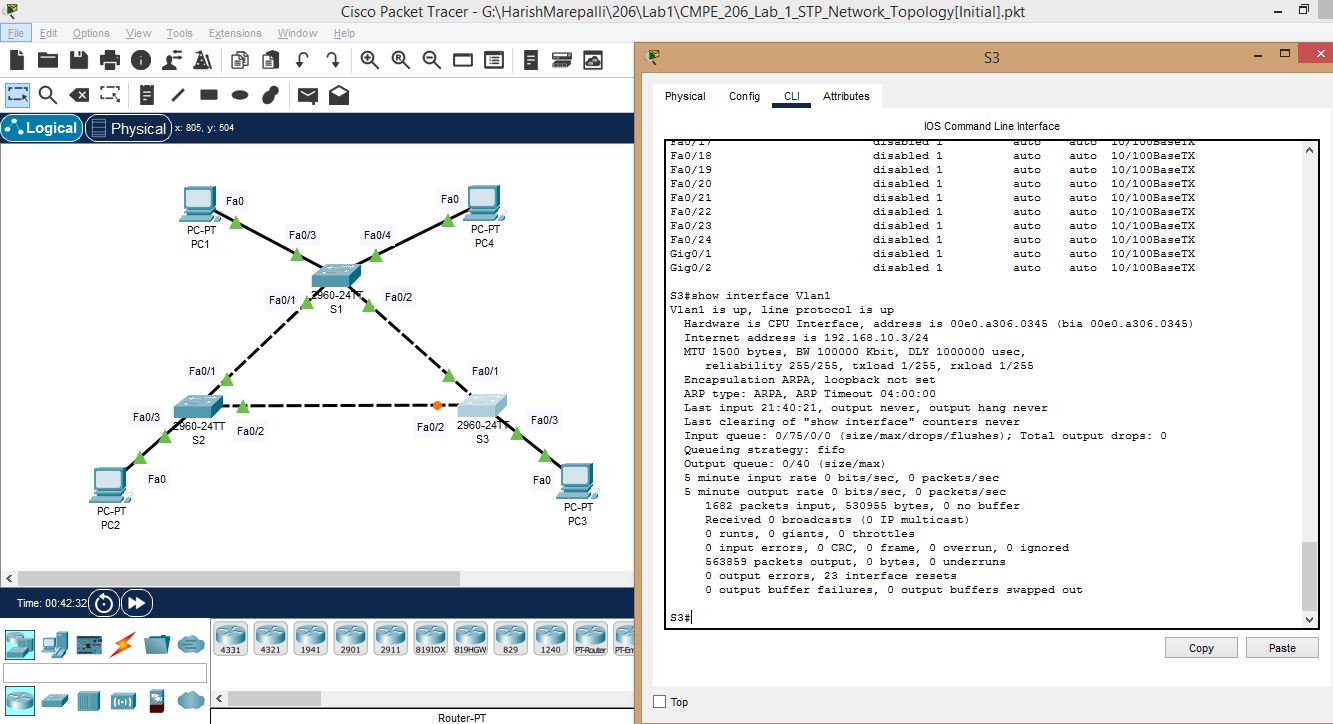 Cisco Packet Tracer - G:\HarishMarepalli\206\Lab1\CMPE_206_Lab_1_STP_Network_Topology[Initial].pkt
File Edit Options View Tools Extensions Window Help
Logical Physical x: 805, y: 504
Fa0
PC-PT
PC1
Fa0
PC-PT
PC4
Fa0/3
Fa0/4
Fa0/1
Fa0/2
2960-24TT
S1
Fa0/1
Fa0/1
Fa0/3
2960-24TT
S2
Fa0/2
Fa0/2
2960-24TT
S3
Fa0/3
Fa0
PC-PT
PC2
Fa0
PC-PT
PC3
Time: 00:42:32
4331 4321 1941 2901 2911 819IOX 819HGW 829 1240 PT-Router
Router-PT
S3
Physical Config CLI Attributes
IOS Command Line Interface
Fa0/17 disabled 1 auto auto 10/100BaseTX
Fa0/18 disabled 1 auto auto 10/100BaseTX
Fa0/19 disabled 1 auto auto 10/100BaseTX
Fa0/20 disabled 1 auto auto 10/100BaseTX
Fa0/21 disabled 1 auto auto 10/100BaseTX
Fa0/22 disabled 1 auto auto 10/100BaseTX
Fa0/23 disabled 1 auto auto 10/100BaseTX
Fa0/24 disabled 1 auto auto 10/100BaseTX
Gig0/1 disabled 1 auto auto 10/100BaseTX
Gig0/2 disabled 1 auto auto 10/100BaseTX
S3#show interface Vlan1
Vlan1 is up, line protocol is up
Hardware is CPU Interface, address is 00e0.a306.0345 (bia 00e0.a306.0345)
Internet address is 192.168.10.3/24
MTU 1500 bytes, BW 100000 Kbit, DLY 1000000 usec,
reliability 255/255, txload 1/255, rxload 1/255
Encapsulation ARPA, loopback not set
ARP type: ARPA, ARP Timeout 04:00:00
Last input 21:40:21, output never, output hang never
Last clearing of "show interface" counters never
Input queue: 0/75/0/0 (size/max/drops/flushes); Total output drops: 0
Queueing strategy: fifo
Output queue: 0/40 (size/max)
5 minute input rate 0 bits/sec, 0 packets/sec
5 minute output rate 0 bits/sec, 0 packets/sec
1682 packets input, 530955 bytes, 0 no buffer
Received 0 broadcasts (0 IP multicast)
0 runts, 0 giants, 0 throttles
0 input errors, 0 CRC, 0 frame, 0 overrun, 0 ignored
563859 packets output, 0 bytes, 0 underruns
0 output errors, 23 interface resets
0 output buffer failures, 0 output buffers swapped out
S3#
Copy Paste
Top